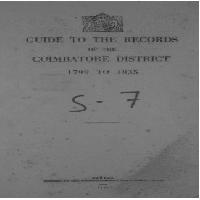 GUIDE TO THE RECORDS
OF THE
COIMBATORE DISTRICT
1799 TO 1835
S-7